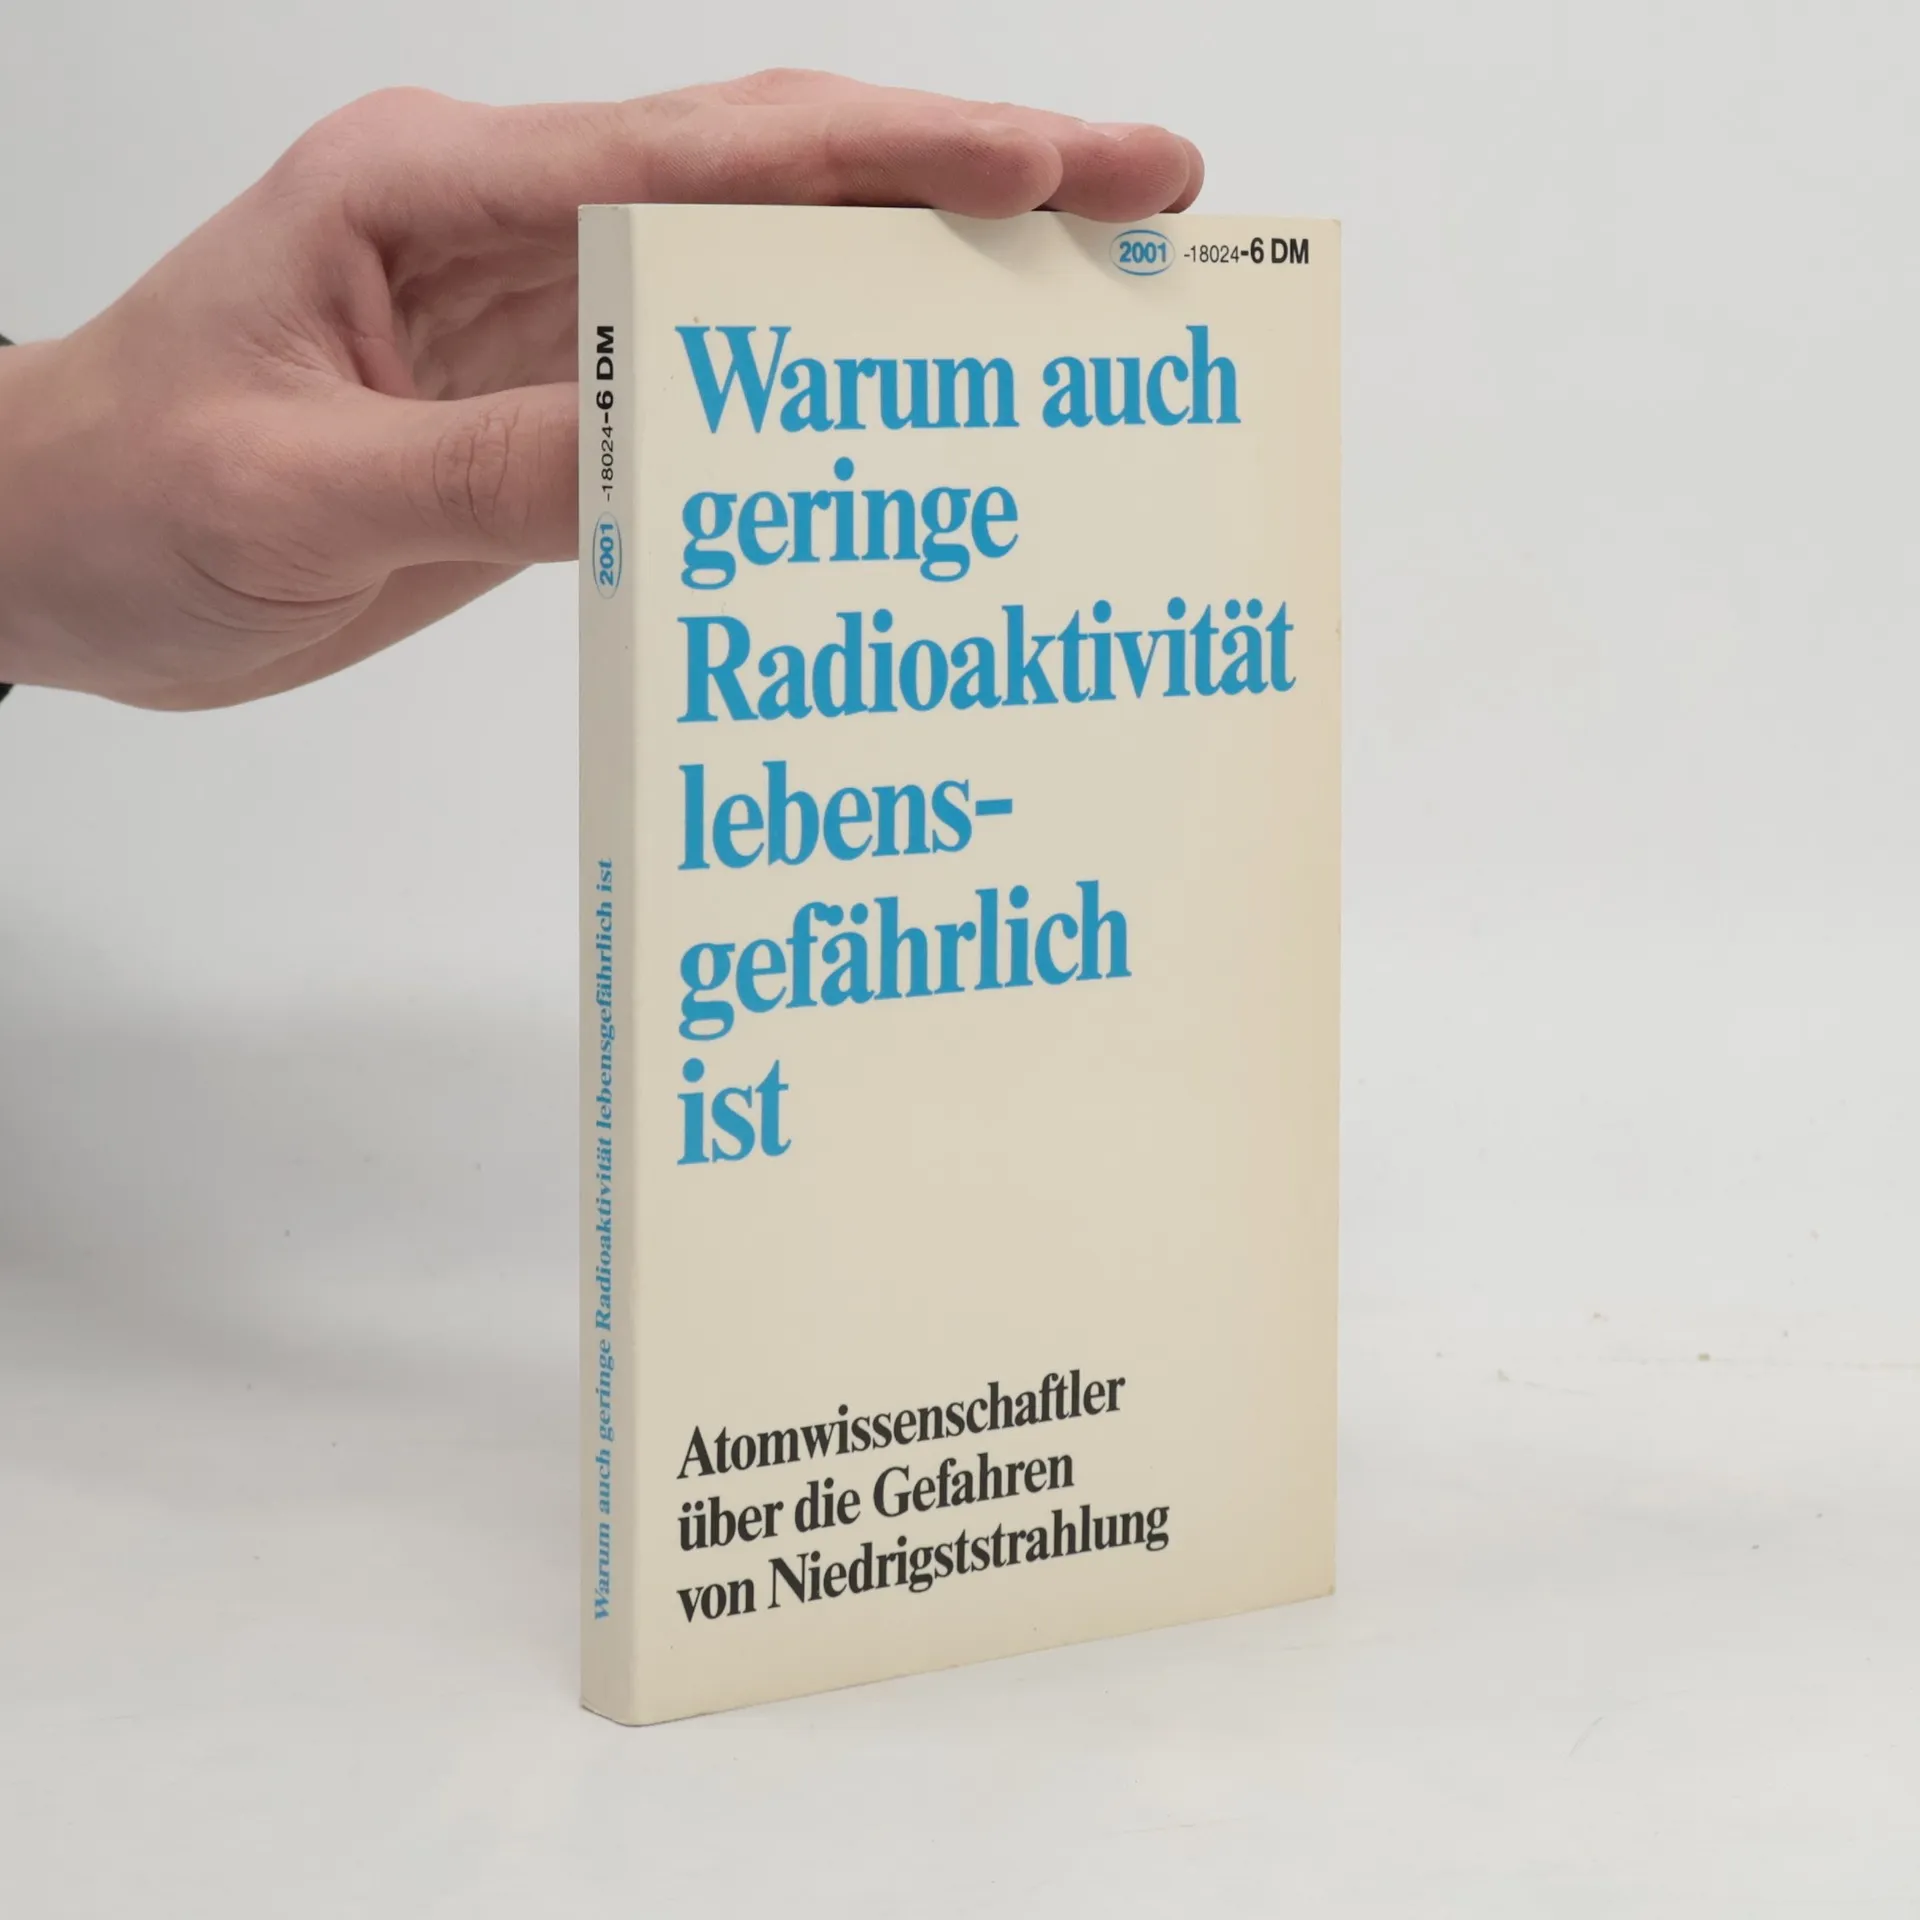 2001 -18024-6 DM
Warum auch
geringe
Radioaktivität
lebens-
gefährlich
ist
Atomwissenschaftler
über die Gefahren
von Niedrigststrahlung
Warum auch geringe Radioaktivität lebensgefährlich ist 2001 -18024-6 DM